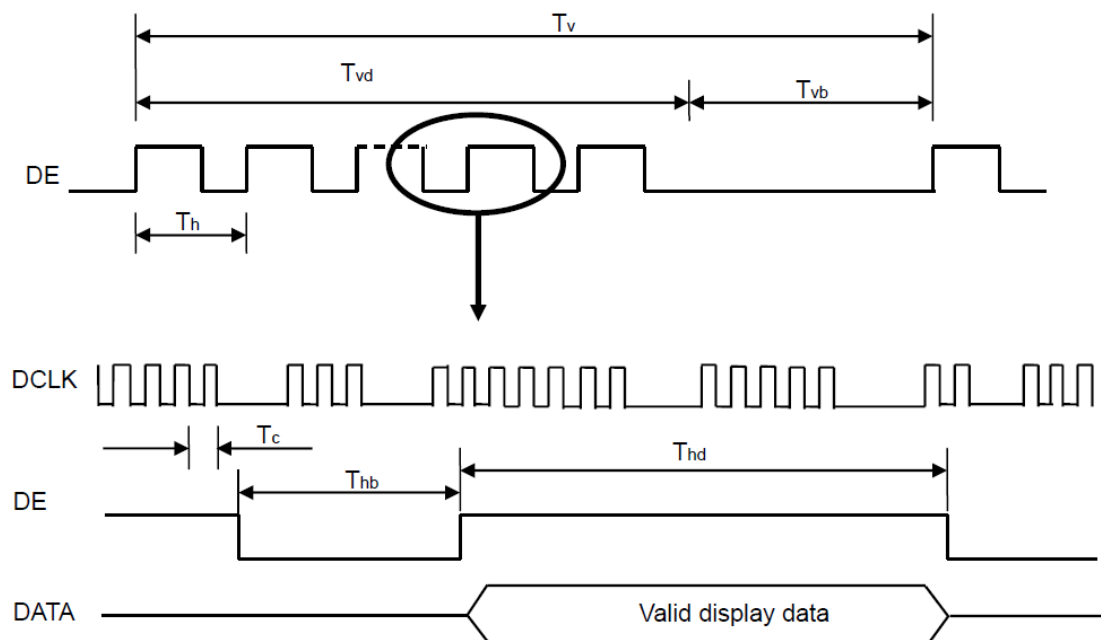 Tv
Tvd
Tvb
DE
Th
DCLK
Tc
Thd
Thb
DE
DATA
Valid display data